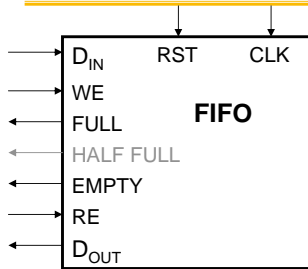 D_IN RST CLK
WE
FIFO
FULL
HALF FULL
EMPTY
RE
D_OUT